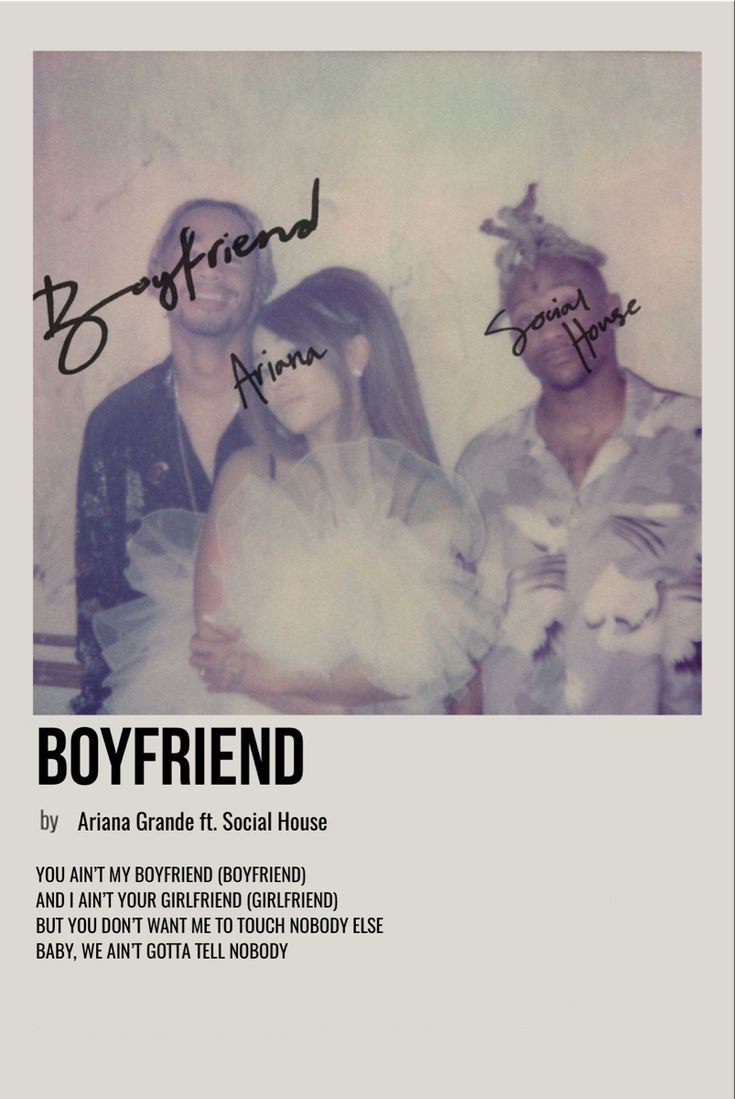 Boyfriend
Ariana
Social
House
BOYFRIEND
by Ariana Grande ft. Social House
YOU AIN'T MY BOYFRIEND (BOYFRIEND)
AND I AIN'T YOUR GIRLFRIEND (GIRLFRIEND)
BUT YOU DON'T WANT ME TO TOUCH NOBODY ELSE
BABY, WE AIN'T GOTTA TELL NOBODY